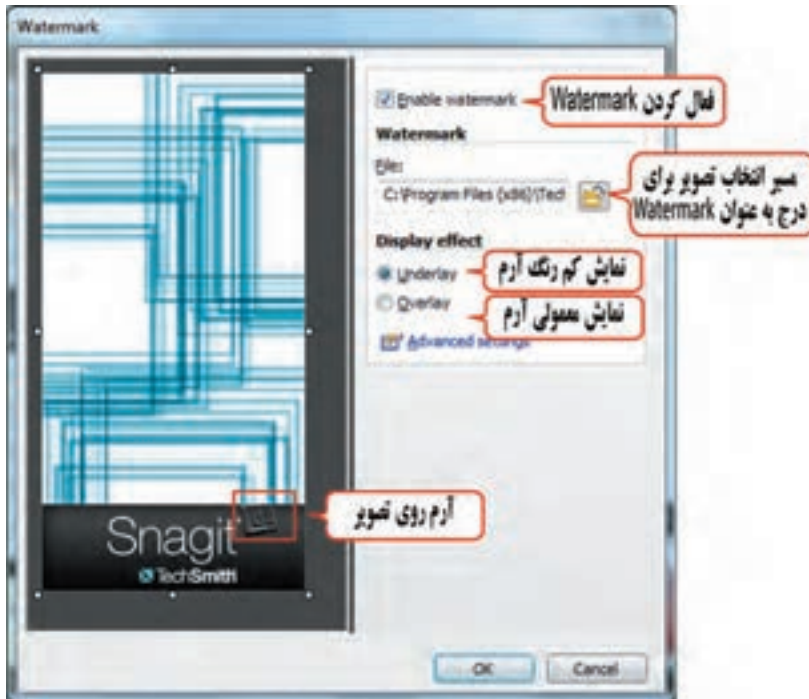 Watermark
Enable watermark
فعال کردن Watermark
Watermark
File:
C:\Program Files (x86)\Tech
مسیر انتخاب تصویر برای
درج به عنوان Watermark
Display effect
Underlay
نمایش کم رنگ آرم
Overlay
نمایش معمولی آرم
Advanced settings
آرم روی تصویر
Snagit
TechSmith
OK
Cancel